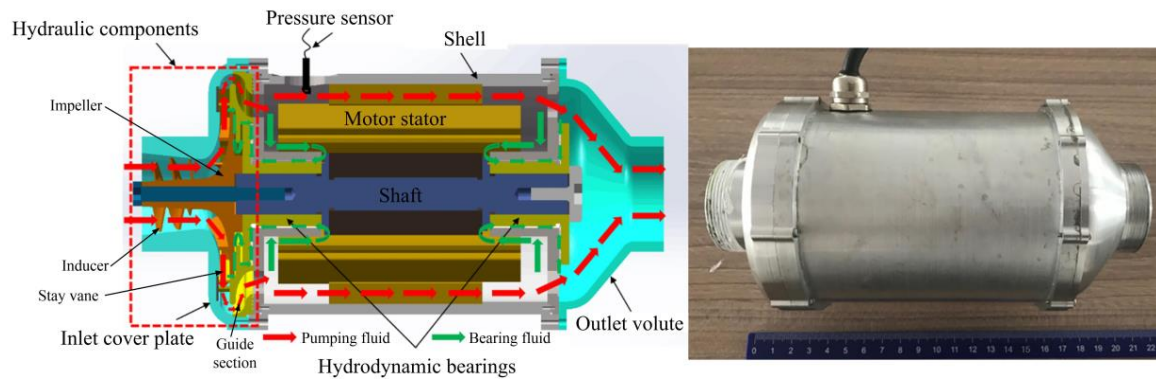 Hydraulic components
Pressure sensor
Shell
Impeller
Motor stator
Shaft
Inducer
Stay vane
Inlet cover plate
Guide
section
Pumping fluid
Bearing fluid
Outlet volute
Hydrodynamic bearings
0 1 2 3 4 5 6 7 8 9 10 11 12 13 14 15 16 17 18 19 20 21 22